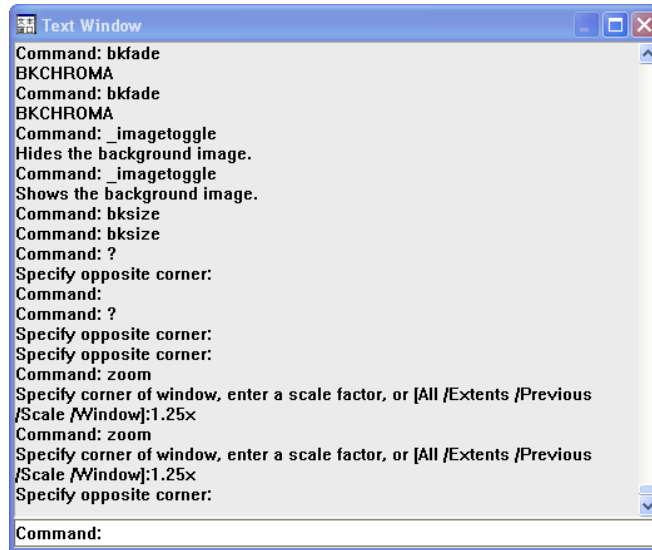 Text Window
Command: bkfade
BKCHROMA
Command: bkfade
BKCHROMA
Command: _imagetoggle
Hides the background image.
Command: _imagetoggle
Shows the background image.
Command: bksize
Command: bksize
Command: ?
Specify opposite corner:
Command:
Command: ?
Specify opposite corner:
Specify opposite corner:
Command: zoom
Specify corner of window, enter a scale factor, or [All /Extents /Previous
/Scale /Window]:1.25x
Command: zoom
Specify corner of window, enter a scale factor, or [All /Extents /Previous
/Scale /Window]:1.25x
Specify opposite corner:
Command: